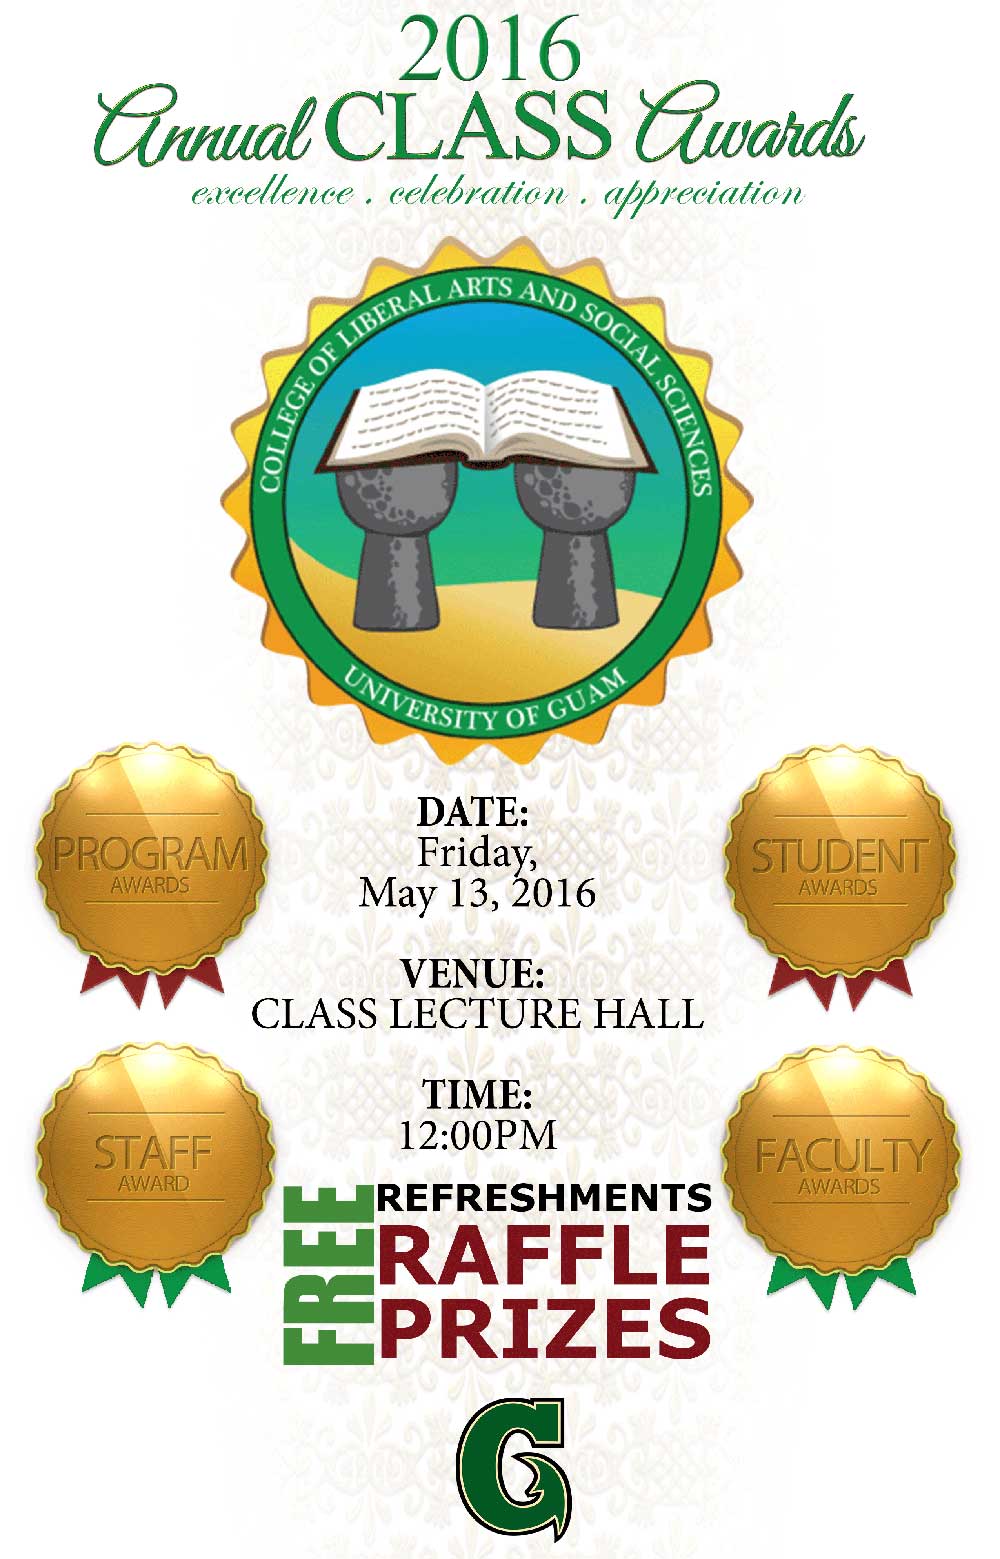 2016
Annual CLASS Awards
excellence . celebration . appreciation
COLLEGE OF LIBERAL ARTS AND SOCIAL SCIENCES
UNIVERSITY OF GUAM
PROGRAM
AWARDS
STUDENT
AWARDS
DATE:
Friday,
May 13, 2016
VENUE:
CLASS LECTURE HALL
STAFF
AWARD
FACULTY
AWARDS
TIME:
12:00PM
FREE
REFRESHMENTS
RAFFLE
PRIZES
G